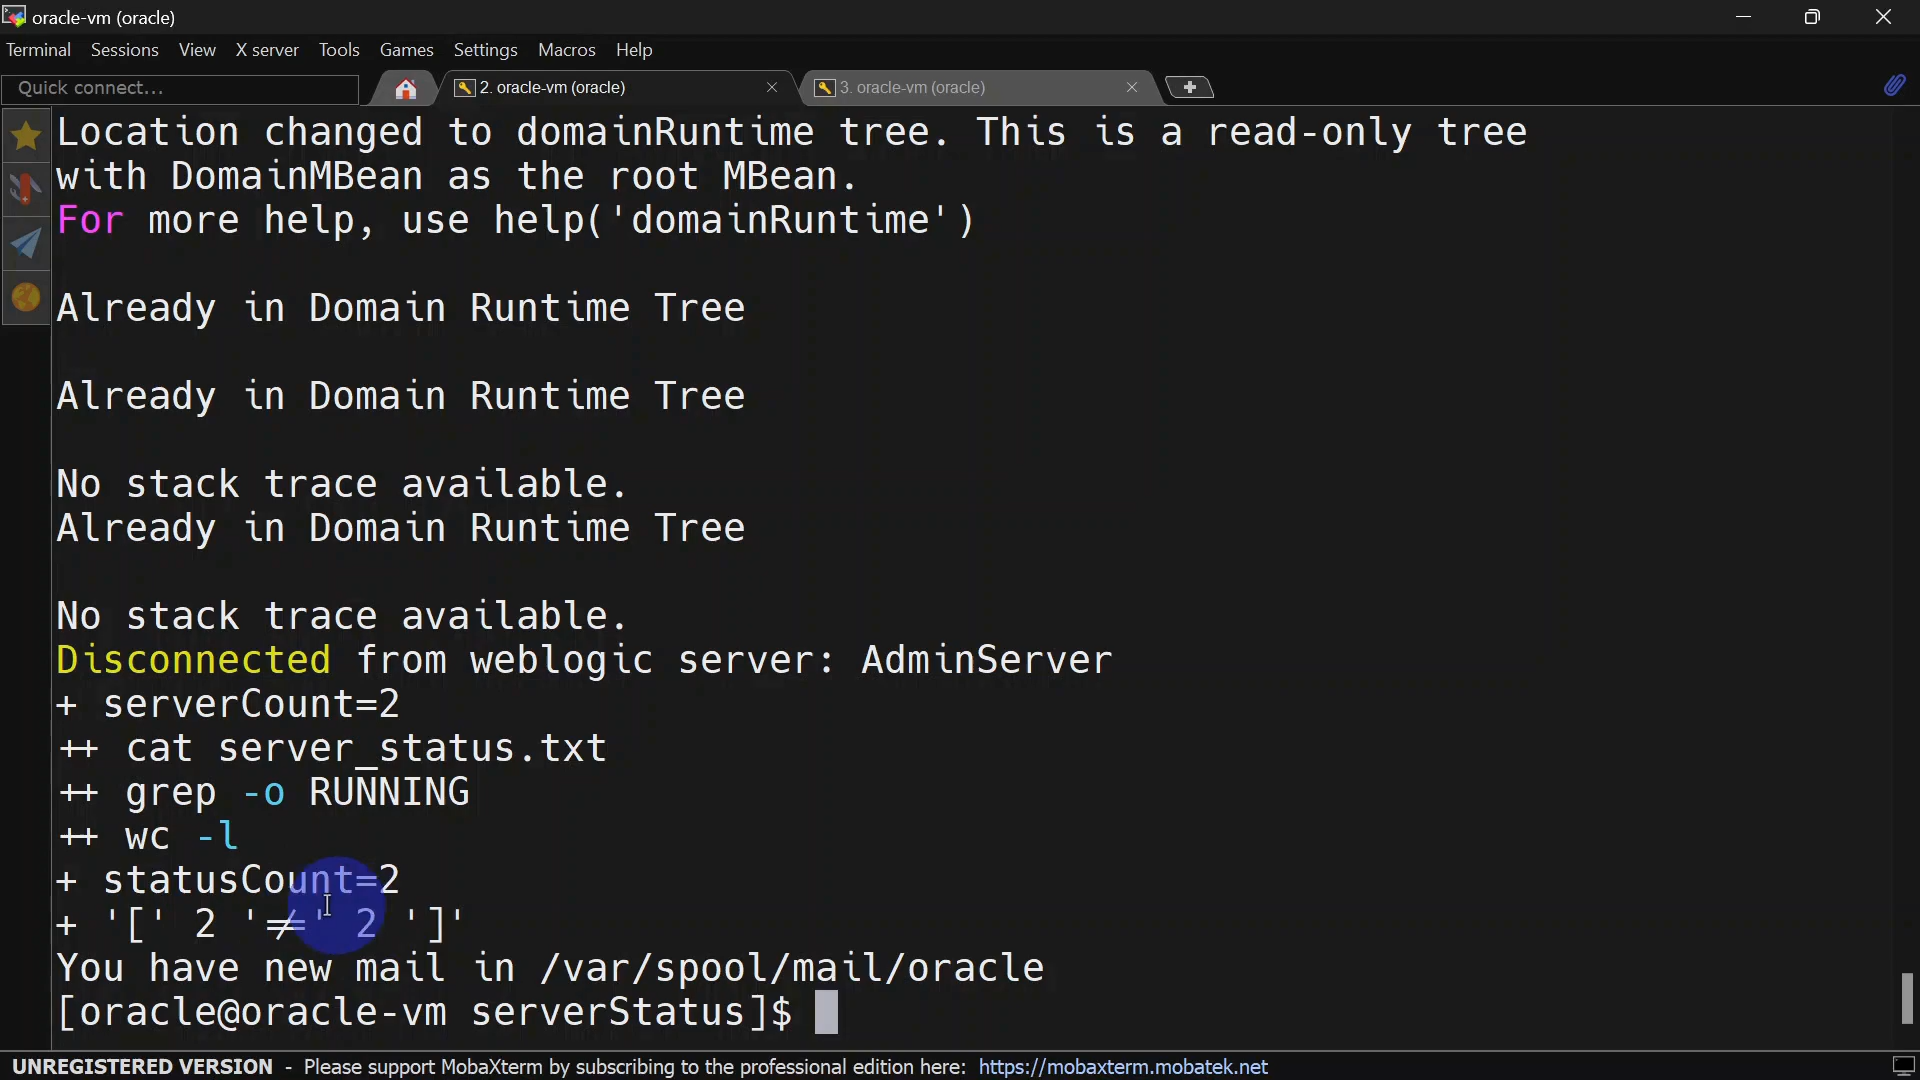 oracle-vm (oracle)
Terminal Sessions View X server Tools Games Settings Macros Help
Quick connect... 2. oracle-vm (oracle) 3. oracle-vm (oracle)
Location changed to domainRuntime tree. This is a read-only tree
with DomainMBean as the root MBean.
For more help, use help('domainRuntime')
Already in Domain Runtime Tree
Already in Domain Runtime Tree
No stack trace available.
Already in Domain Runtime Tree
No stack trace available.
Disconnected from weblogic server: AdminServer
+ serverCount=2
++ cat server_status.txt
++ grep -o RUNNING
++ wc -l
+ statusCount=2
+ '[' 2 '!=' 2 ']'
You have new mail in /var/spool/mail/oracle
[oracle@oracle-vm serverStatus]$
UNREGISTERED VERSION - Please support MobaXterm by subscribing to the professional edition here: https://mobaxterm.mobatek.net